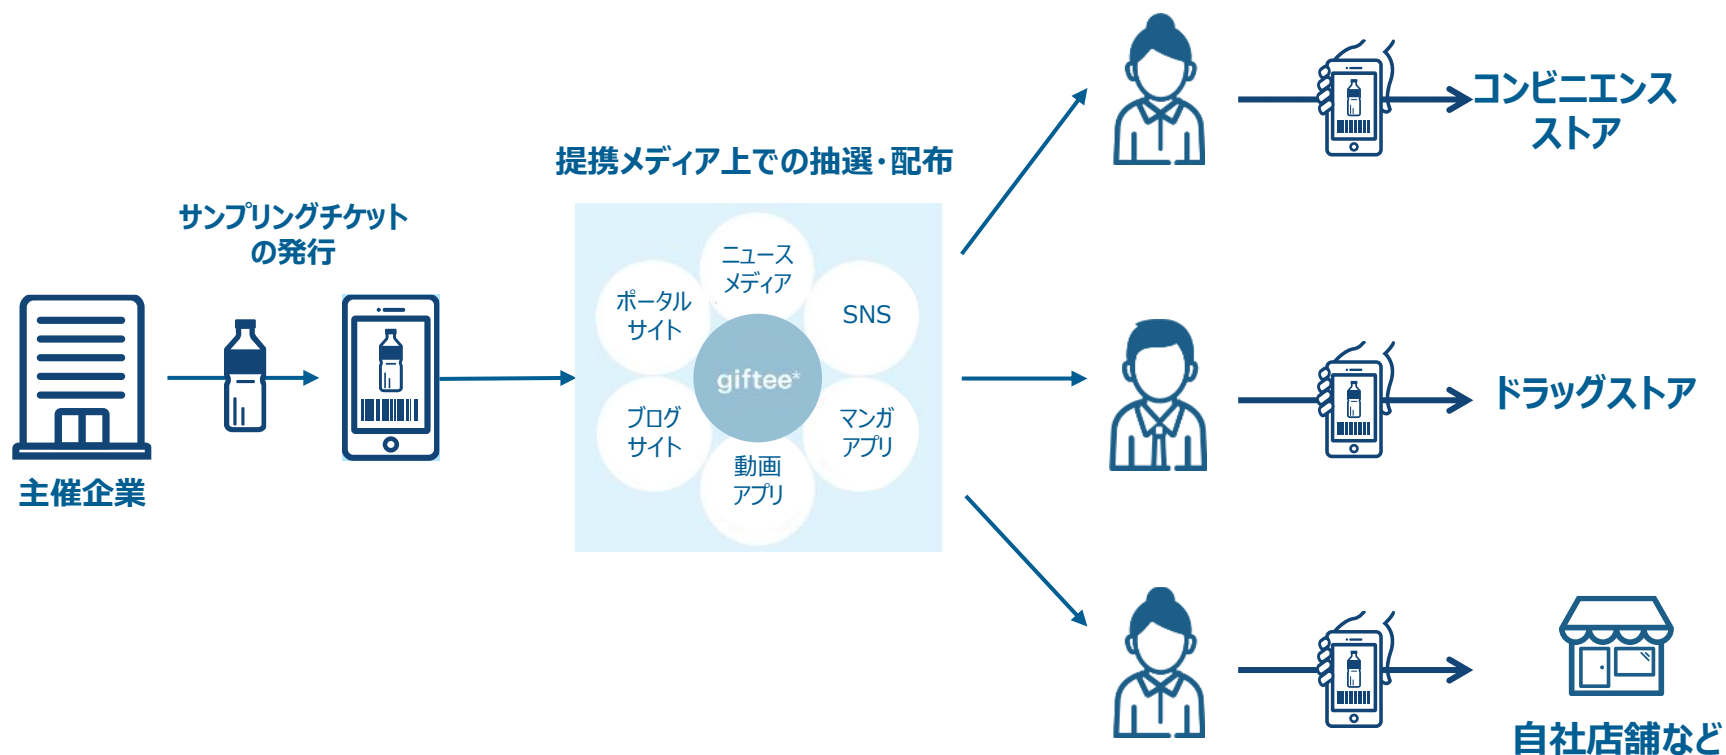 主催企業
サンプリングチケット
の発行
提携メディア上での抽選・配布
ニュース
メディア
ポータル
サイト
SNS
giftee*
ブログ
サイト
マンガ
アプリ
動画
アプリ
コンビニエンス
ストア
ドラッグストア
自社店舗など